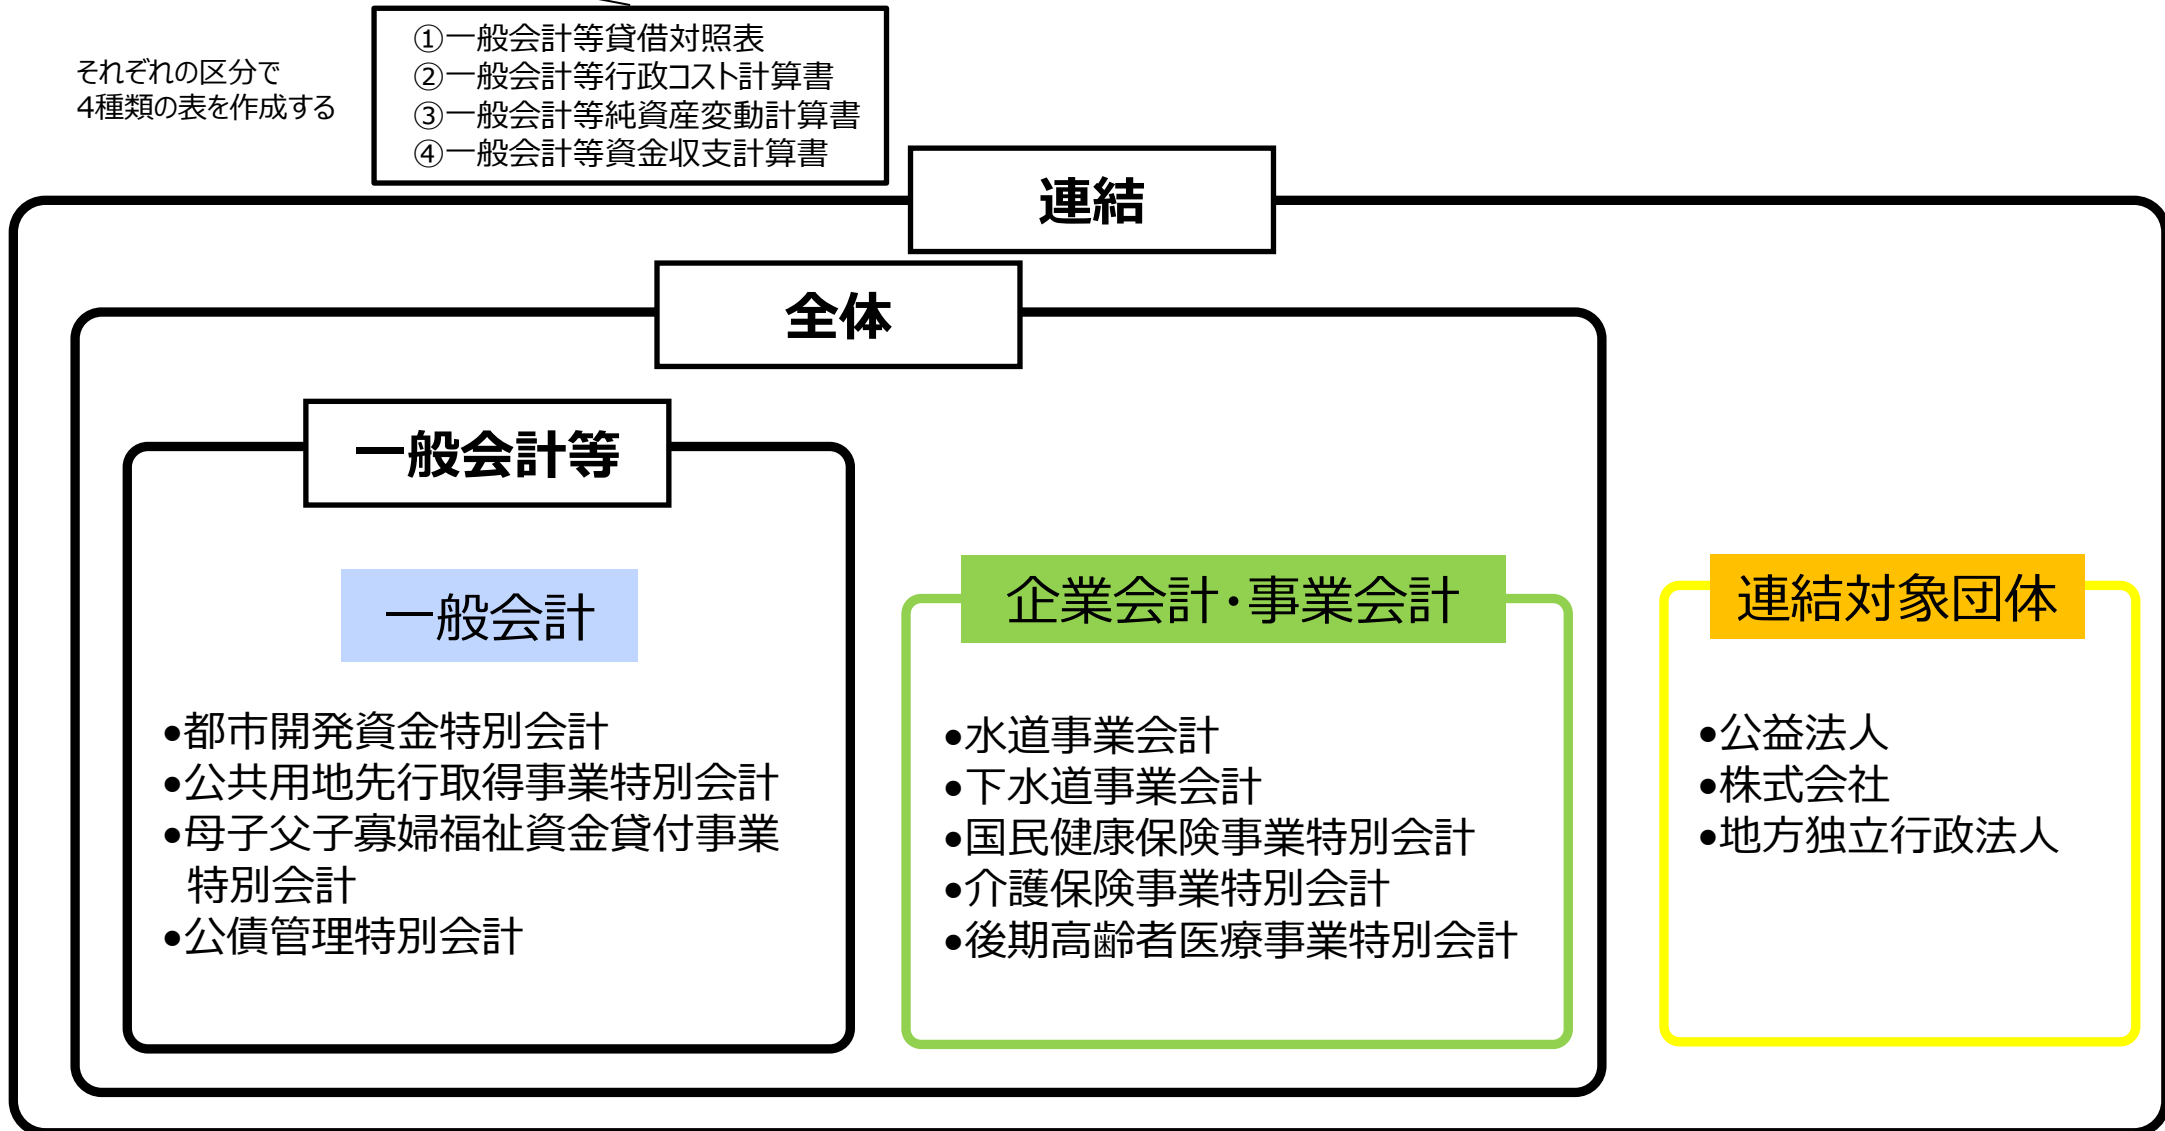 それぞれの区分で
4種類の表を作成する
①一般会計等貸借対照表
②一般会計等行政コスト計算書
③一般会計等純資産変動計算書
④一般会計等資金収支計算書
連結
全体
一般会計等
一般会計
•都市開発資金特別会計
•公共用地先行取得事業特別会計
•母子父子寡婦福祉資金貸付事業
特別会計
•公債管理特別会計
企業会計・事業会計
•水道事業会計
•下水道事業会計
•国民健康保険事業特別会計
•介護保険事業特別会計
•後期高齢者医療事業特別会計
連結対象団体
•公益法人
•株式会社
•地方独立行政法人